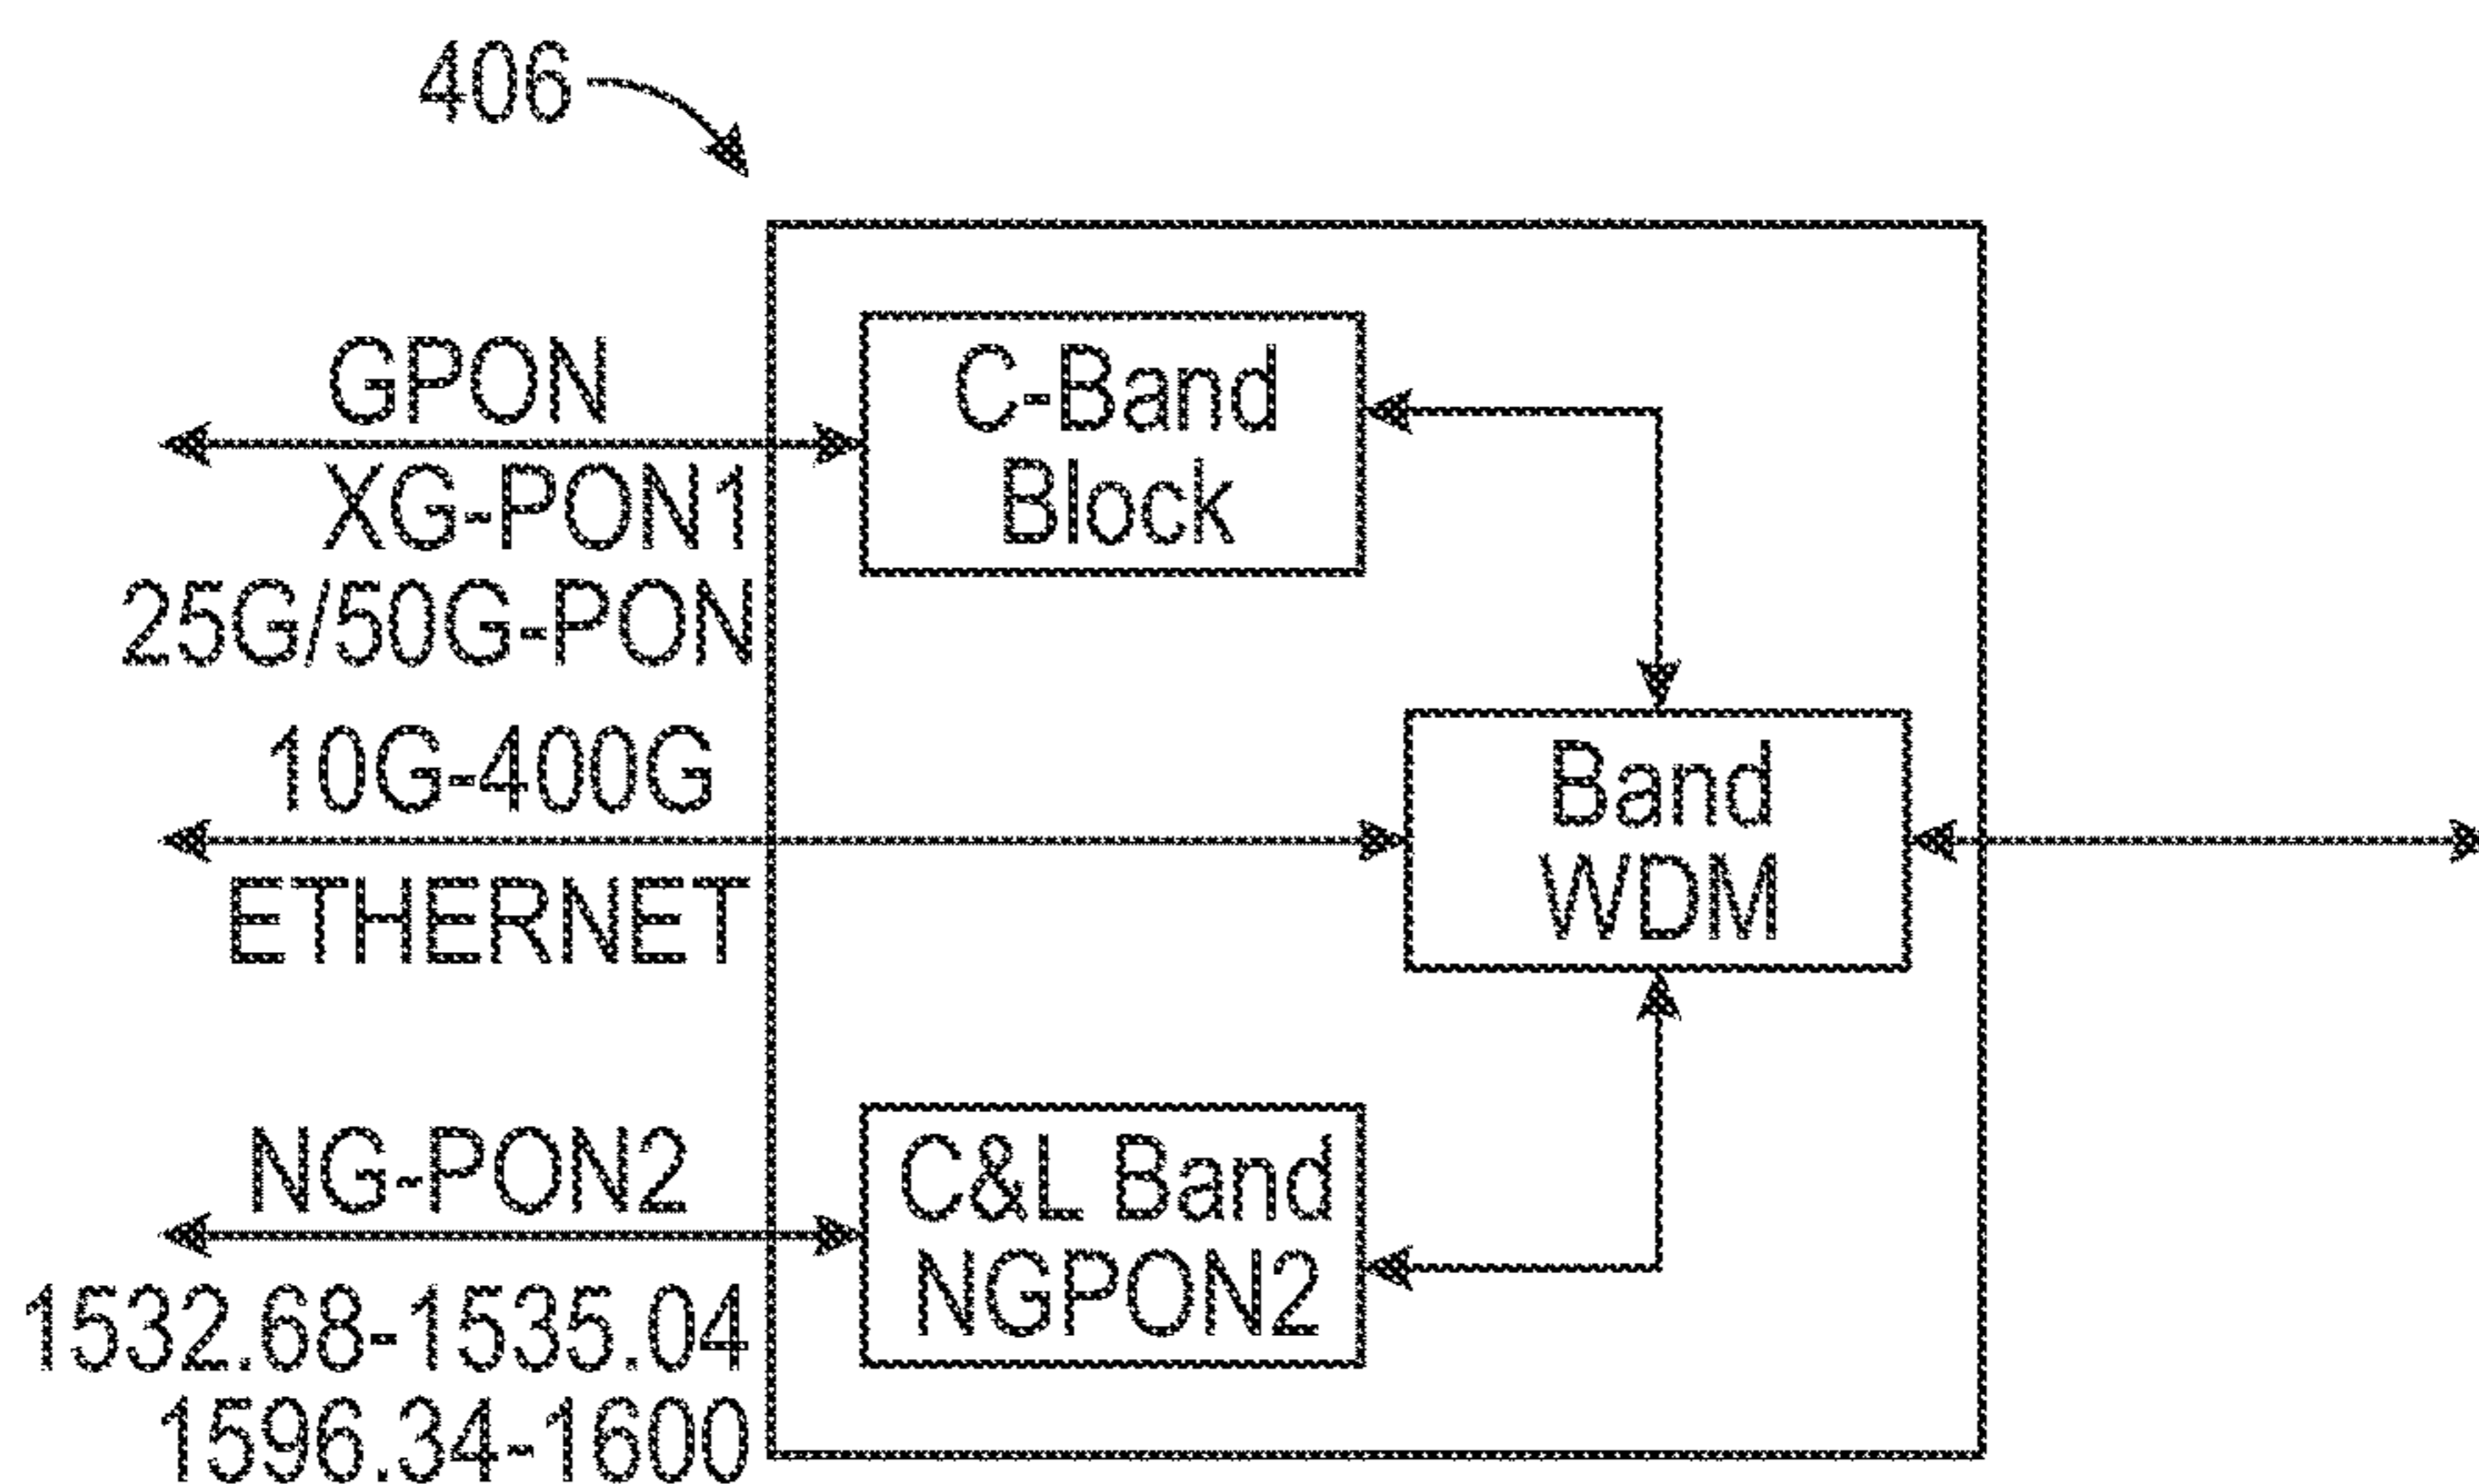 406
GPON
XG-PON1
25G/50G-PON
C-Band
Block
10G-400G
ETHERNET
Band
WDM
NG-PON2
1532.68-1535.04
1596.34-1600
C&L Band
NGPON2